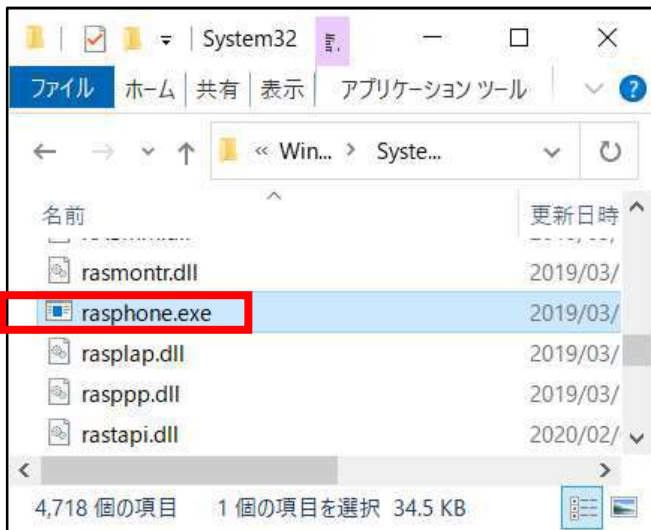 System32
ファイル ホーム 共有 表示 アプリケーション ツール
« Win... › Syste...
名前 更新日時
rasmontr.dll 2019/03/
rasphone.exe 2019/03/
rasplap.dll 2019/03/
rasppp.dll 2019/03/
rastapi.dll 2020/02/
4,718 個の項目 1 個の項目を選択 34.5 KB